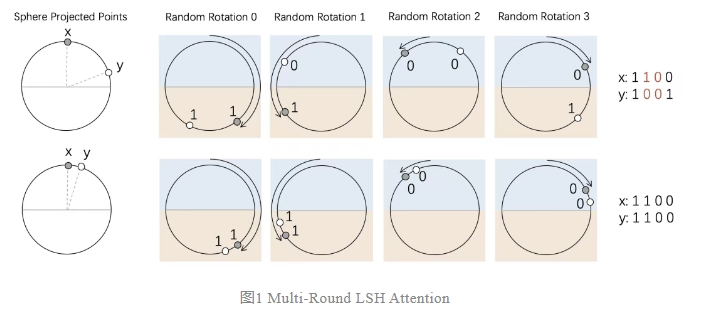 Sphere Projected Points
Random Rotation 0
Random Rotation 1
Random Rotation 2
Random Rotation 3
x
y
1
1
0
1
0
0
0
1
x: 1 1 0 0
y: 1 0 0 1
x
y
1
1
1
1
0
0
0
0
x: 1 1 0 0
y: 1 1 0 0
图1 Multi-Round LSH Attention